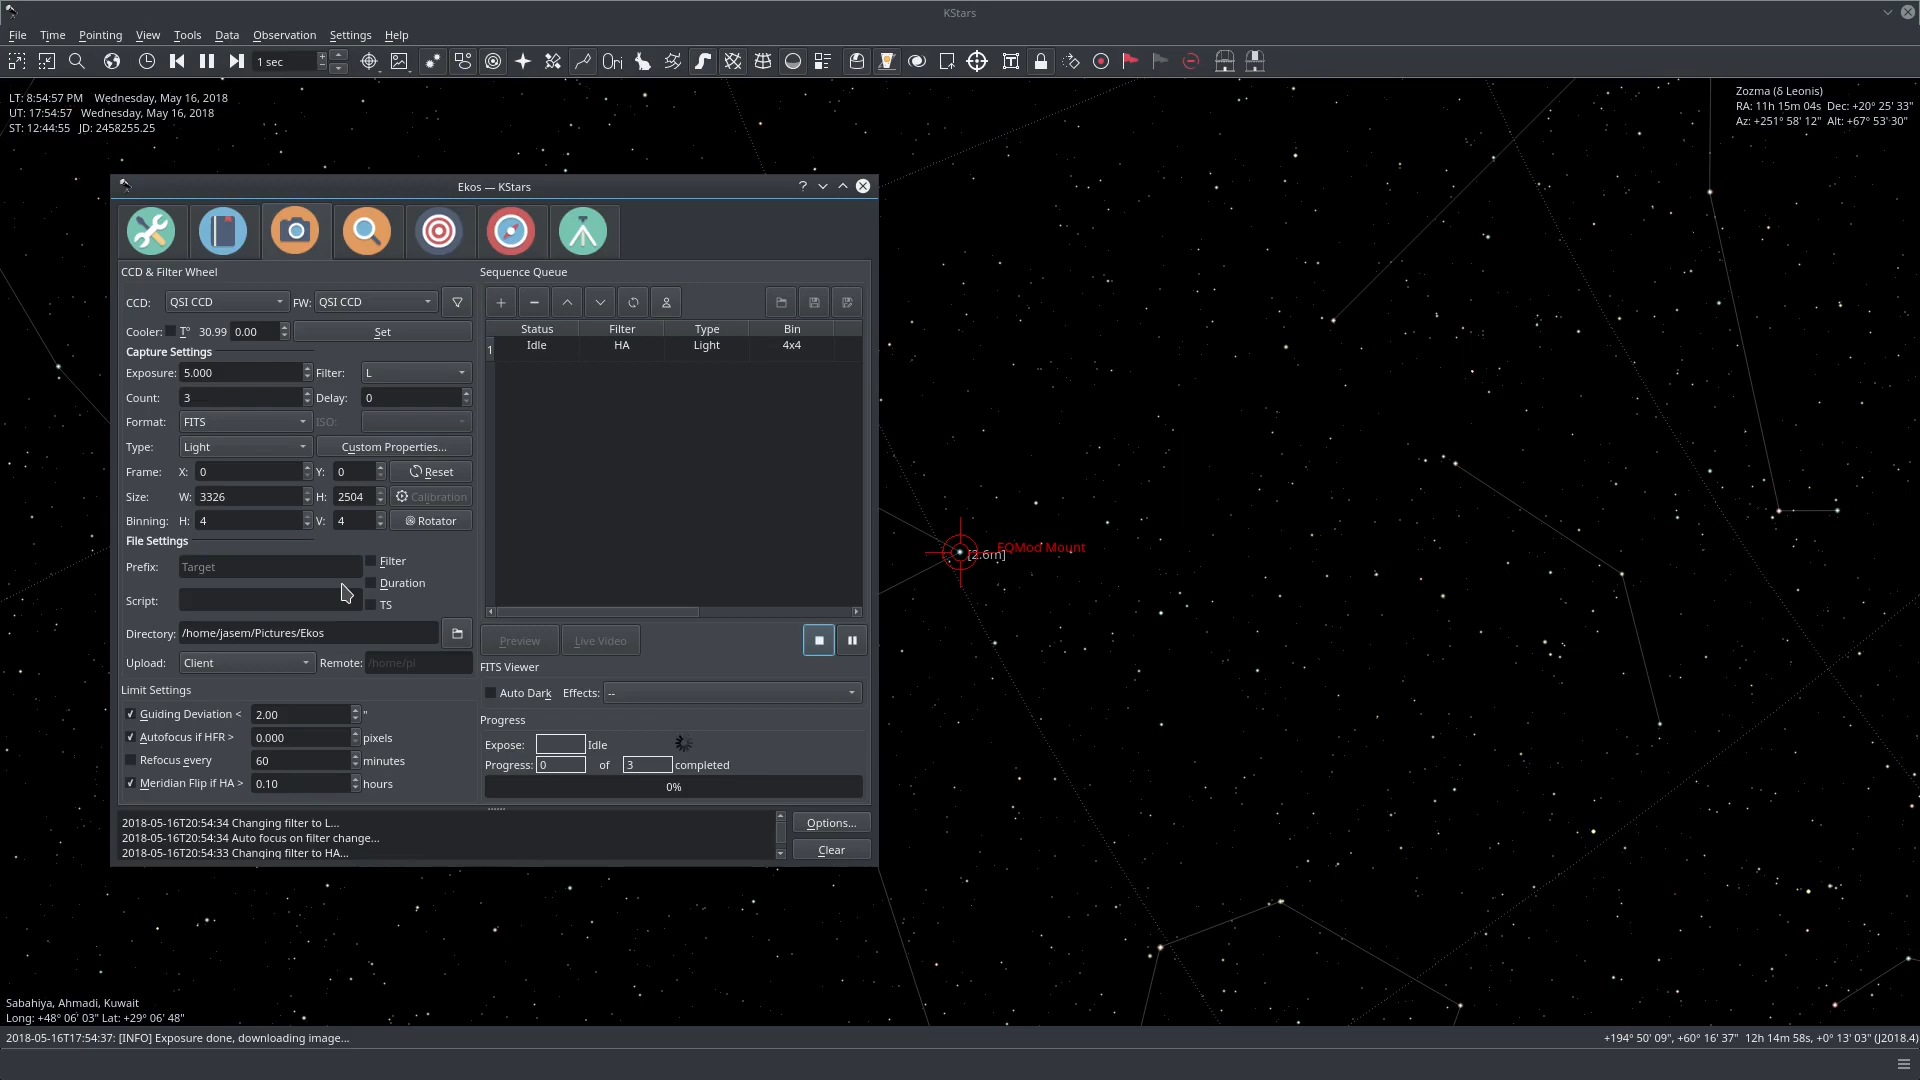 KStars
File Time Pointing View Tools Data Observation Settings Help
1 sec
Ori
LT: 8:54:57 PM Wednesday, May 16, 2018
UT: 17:54:57 Wednesday, May 16, 2018
ST: 12:44:55 JD: 2458255.25
Zozma (δ Leonis)
RA: 11h 15m 04s Dec: +20° 25' 33"
Az: +251° 58' 12" Alt: +67° 53' 30"
Ekos — KStars
CCD & Filter Wheel
CCD: QSI CCD FW: QSI CCD
Cooler: T° 30.99 0.00 Set
Capture Settings
Exposure: 5.000 Filter: L
Count: 3 Delay: 0
Format: FITS ISO:
Type: Light Custom Properties...
Frame: X: 0 Y: 0 Reset
Size: W: 3326 H: 2504 Calibration
Binning: H: 4 V: 4 Rotator
File Settings
Prefix: Target Filter
Duration
Script: TS
Directory: /home/jasem/Pictures/Ekos
Upload: Client Remote: /home/pi
Limit Settings
Guiding Deviation < 2.00 "
Autofocus if HFR > 0.000 pixels
Refocus every 60 minutes
Meridian Flip if HA > 0.10 hours
Sequence Queue
Status Filter Type Bin
1 Idle HA Light 4x4
Preview Live Video
FITS Viewer
Auto Dark Effects: --
Progress
Expose: Idle
Progress: 0 of 3 completed
0%
2018-05-16T20:54:34 Changing filter to L...
2018-05-16T20:54:34 Auto focus on filter change...
2018-05-16T20:54:33 Changing filter to HA...
Options...
Clear
EQMod Mount
[2.6m]
Sabahiya, Ahmadi, Kuwait
Long: +48° 06' 03" Lat: +29° 06' 48"
2018-05-16T17:54:37: [INFO] Exposure done, downloading image...
+194° 50' 09", +60° 16' 37" 12h 14m 58s, +0° 13' 03" (J2018.4)